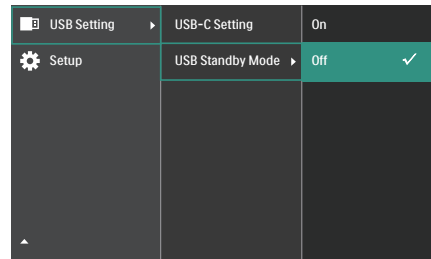 USB Setting
USB-C Setting
On
Setup
USB Standby Mode
Off